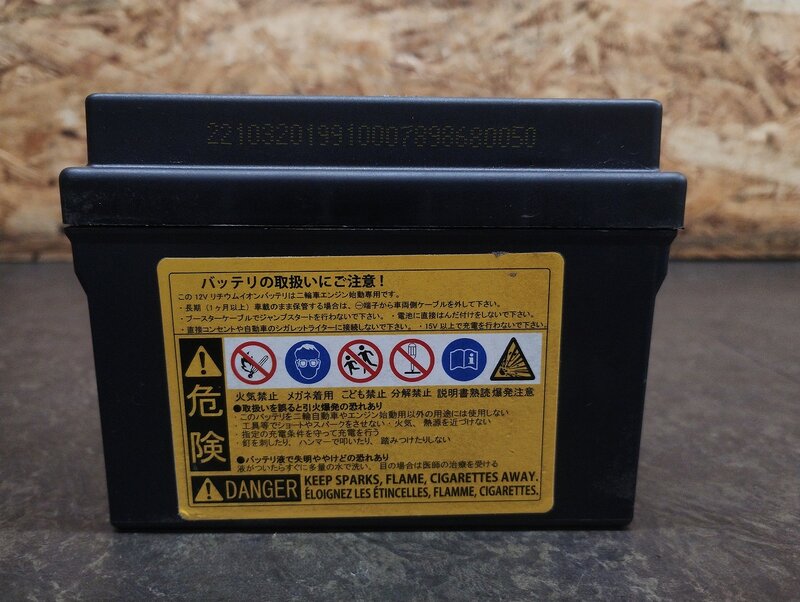 2210320199100078986800​50
バッテリの取扱いにご注意！
この 12V リチウムイオンバッテリは二輪車エンジン始動専用です。
・長期（1ヶ月以上）車載のまま保管する場合は、㊀端子から車両側ケーブルを外して下さい。
・ブースターケーブルでジャンプスタートを行わないで下さい。・電池に直接はんだ付けをしないで下さい。
・直接コンセントや自動車のシガレットライターに接続しないで下さい。・15V 以上で充電を行わないで下さい。
火気禁止 メガネ着用 こども禁止 分解禁止 説明書熟読 爆発注意
危険
●取扱いを誤ると引火爆発の恐れあり
・このバッテリを二輪自動車やエンジン始動用以外の用途には使用しない
・工具等でショートやスパークをさせない・火気、熱源を近づけない
・指定の充電条件を守って充電を行う
・釘を刺したり、ハンマーで叩いたり、踏みつけたりしない
●バッテリ液で失明ややけどの恐れあり
液がついたらすぐに多量の水で洗い、目の場合は医師の治療を受ける
DANGER KEEP SPARKS, FLAME, CIGARETTES AWAY.
ÉLOIGNEZ LES ÉTINCELLES, FLAMME, CIGARETTES.